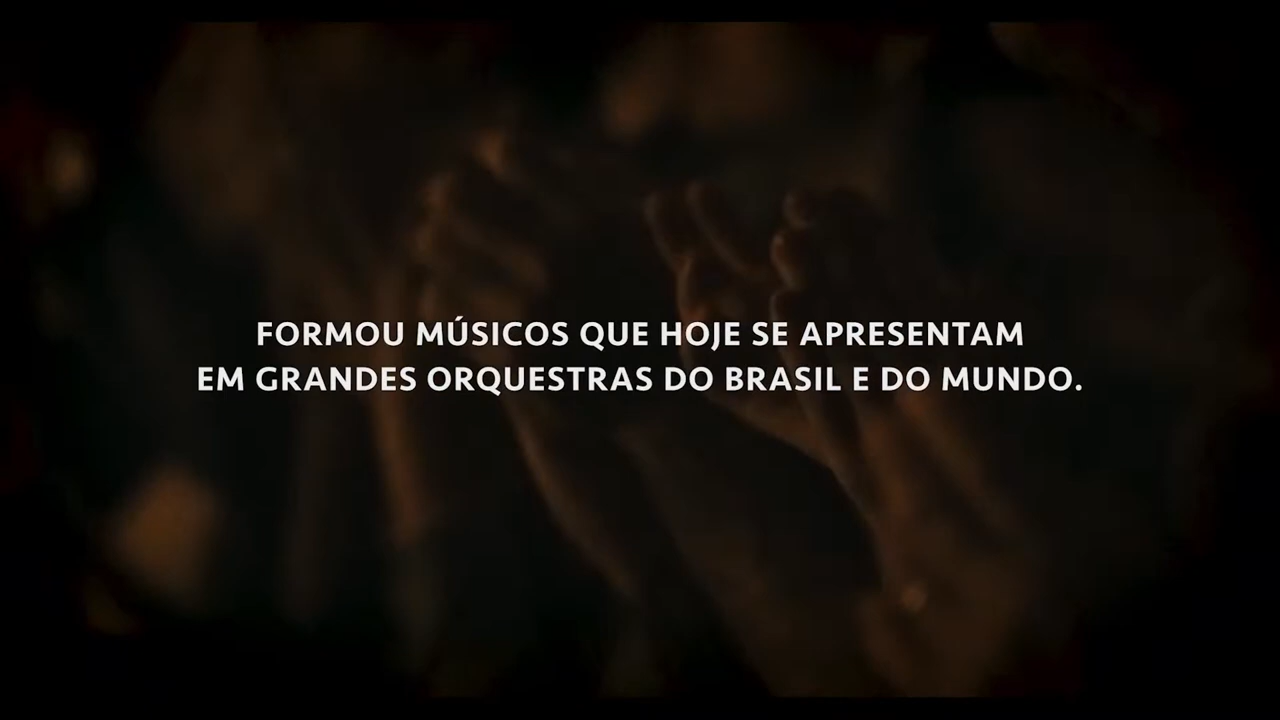 FORMOU MÚSICOS QUE HOJE SE APRESENTAM
EM GRANDES ORQUESTRAS DO BRASIL E DO MUNDO.